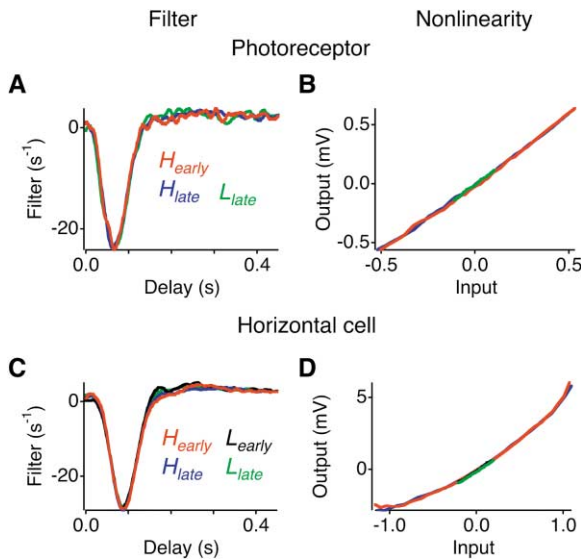 Filter Nonlinearity
Photoreceptor
A B
0
-20
Filter (s⁻¹)
H_early
H_late L_late
0.0 0.4
Delay (s)
0.5
0.0
-0.5
Output (mV)
-0.5 0.0 0.5
Input
Horizontal cell
C D
0
-20
Filter (s⁻¹)
H_early L_early
H_late L_late
0.0 0.4
Delay (s)
5
0
Output (mV)
-1.0 0.0 1.0
Input